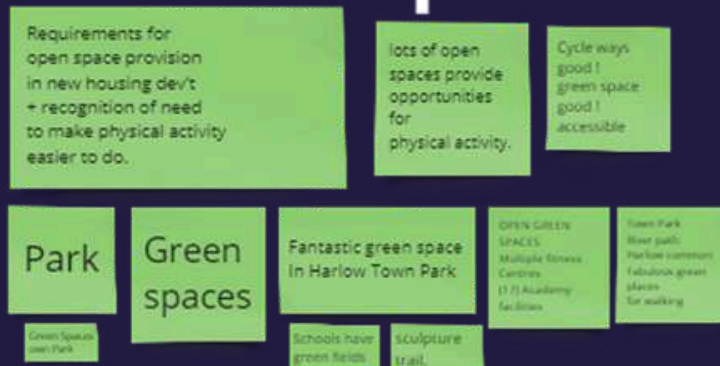 Requirements for
open space provision
in new housing dev't
+ recognition of need
to make physical activity
easier to do.
lots of open
spaces provide
opportunities
for
physical activity.
Cycle ways
good !
green space
good !
accessible
Park
Green
spaces
Fantastic green space
In Harlow Town Park
OPEN GREEN
SPACES
Multiple fitness
Centres
(17) Academy
facilities
Town Park
River path
Harlow common
Fabulous green
places
for walking
Green Spaces
own Park
Schools have
green fields
sculpture
trail,